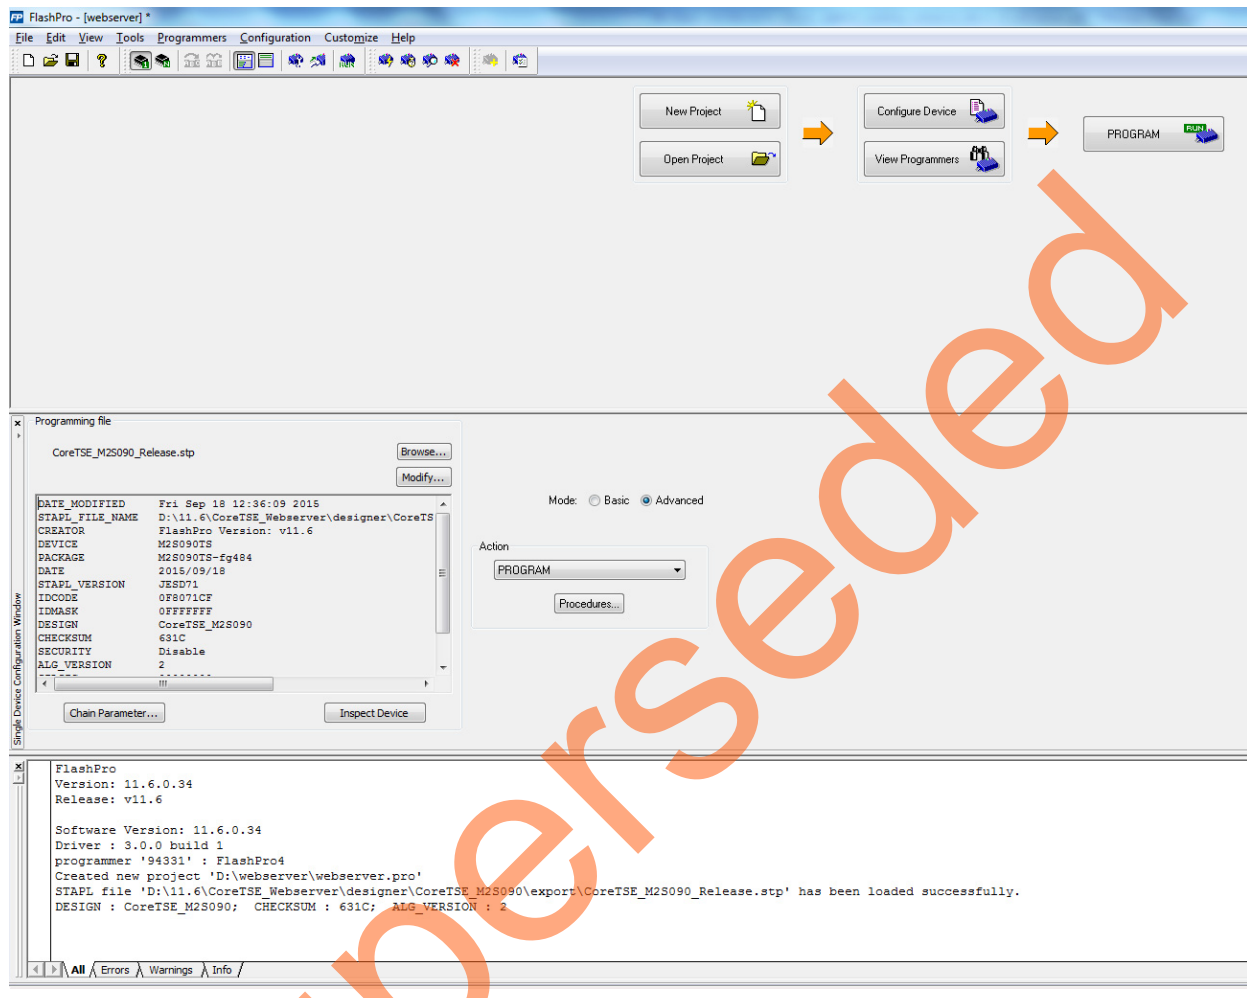 FP FlashPro - [webserver] *
File Edit View Tools Programmers Configuration Customize Help
New Project
Configure Device
PROGRAM
RUN
Open Project
View Programmers
Programming file
CoreTSE_M2S090_Release.stp
Browse...
Modify...
DATE_MODIFIED Fri Sep 18 12:36:09 2015
STAPL_FILE_NAME D:\11.6\CoreTSE_Webserver\designer\CoreTS
CREATOR FlashPro Version: v11.6
DEVICE M2S090TS
PACKAGE M2S090TS-fg484
DATE 2015/09/18
STAPL_VERSION JESD71
IDCODE 0F8071CF
IDMASK 0FFFFFFF
DESIGN CoreTSE_M2S090
CHECKSUM 631C
SECURITY Disable
ALG_VERSION 2
Chain Parameter...
Inspect Device
Mode: Basic Advanced
Action
PROGRAM
Procedures...
Single Device Configuration Window
FlashPro
Version: 11.6.0.34
Release: v11.6
Software Version: 11.6.0.34
Driver : 3.0.0 build 1
programmer '94331' : FlashPro4
Created new project 'D:\webserver\webserver.pro'
STAPL file 'D:\11.6\CoreTSE_Webserver\designer\CoreTSE_M2S090\export\CoreTSE_M2S090_Release.stp' has been loaded successfully.
DESIGN : CoreTSE_M2S090; CHECKSUM : 631C; ALG_VERSION : 2
All Errors Warnings Info
perseded